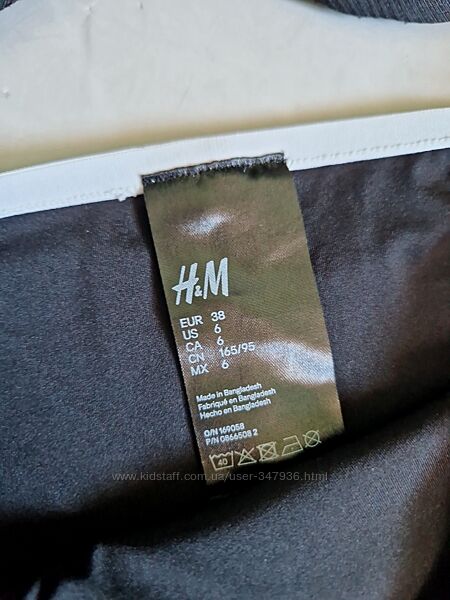 H&M
EUR 38
US 6
CA 6
CN 165/95
MX 6
Made in Bangladesh
Fabriqué en Bangladesh
Hecho en Bangladesh
O/N 169058
P/N 0866508 2
40
www.kidstaff.com.ua/user-347936.html